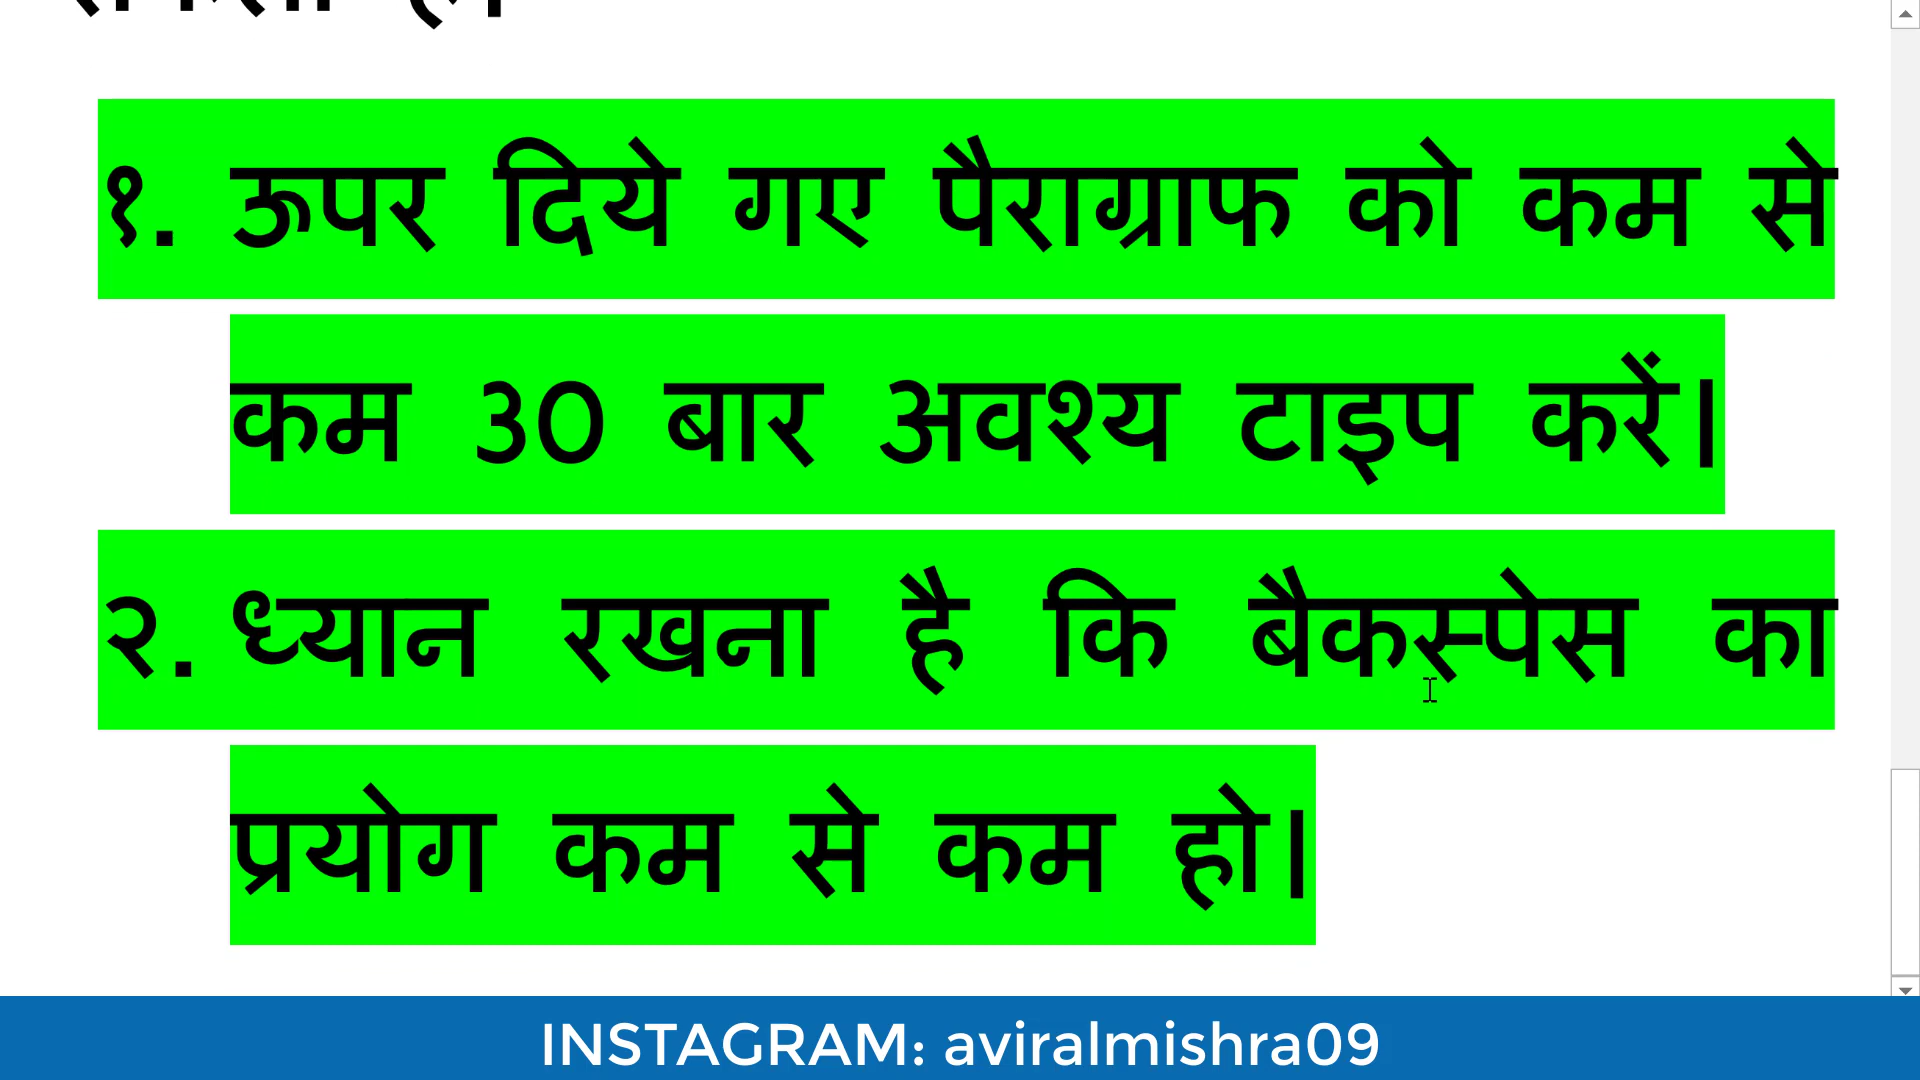 १. ऊपर दिये गए पैराग्राफ को कम से
कम 30 बार अवश्य टाइप करें।
२. ध्यान रखना है कि बैकस्पेस का
प्रयोग कम से कम हो।
INSTAGRAM: aviralmishra09